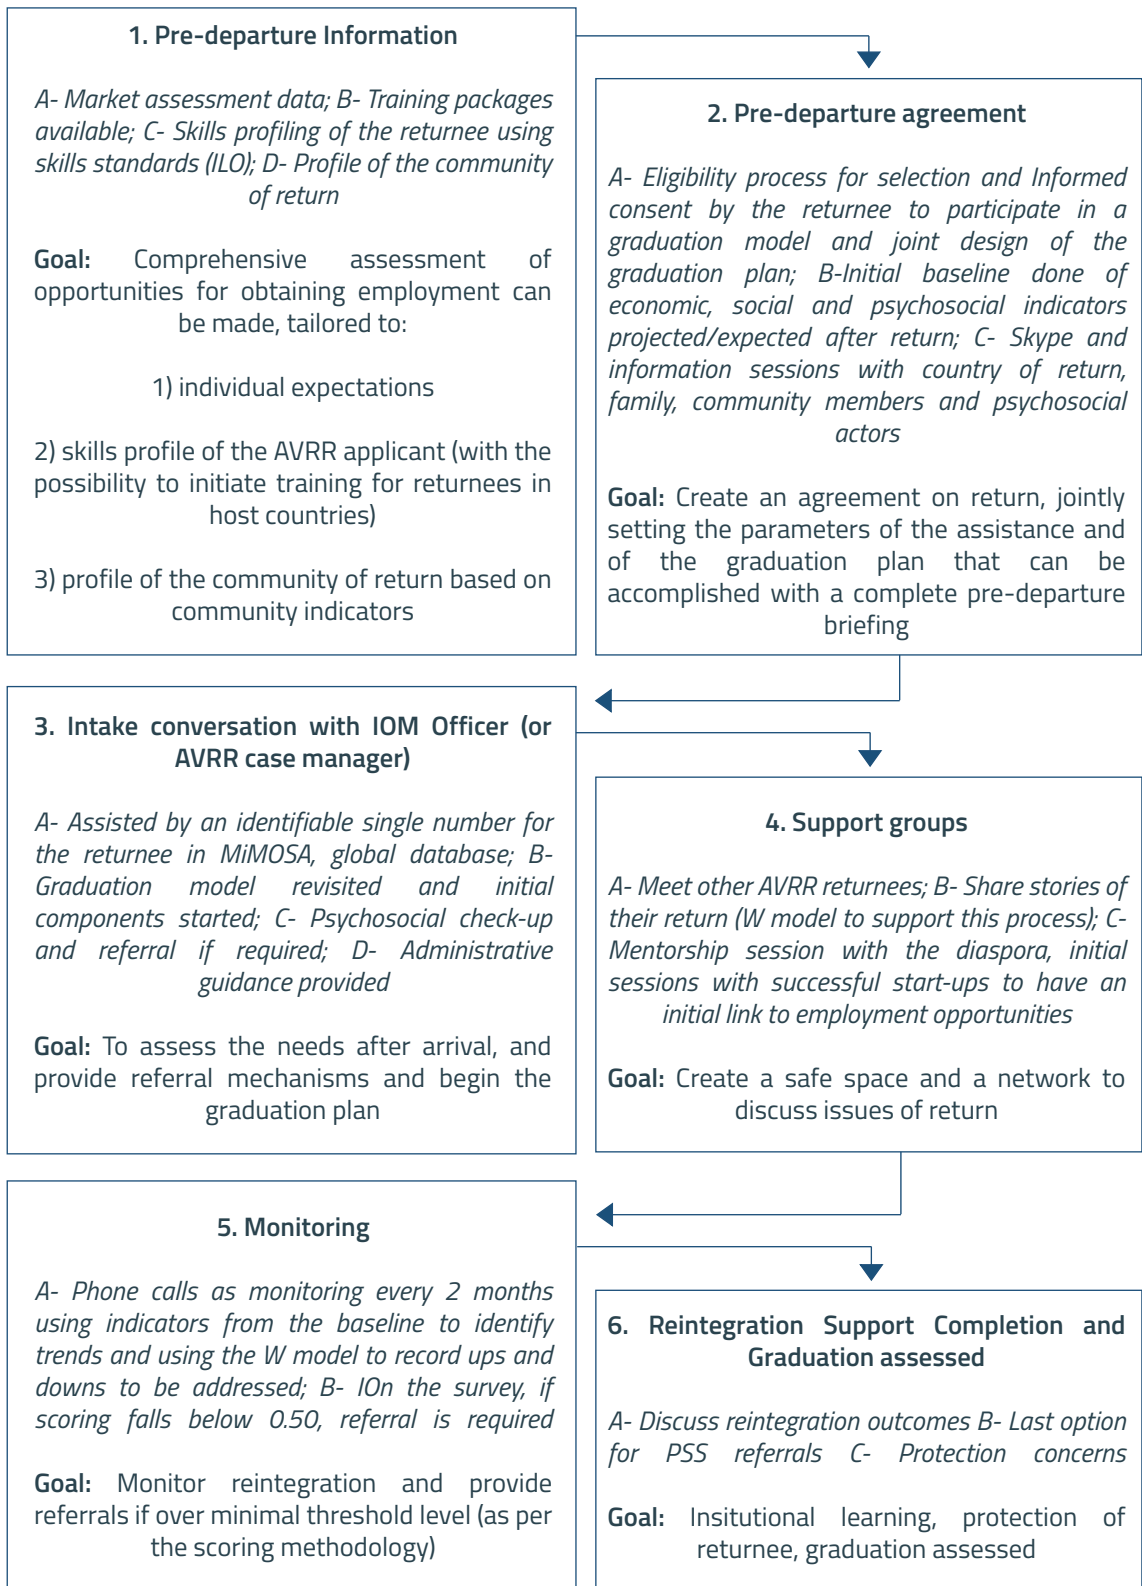 1. Pre-departure Information
A- Market assessment data; B- Training packages
available; C- Skills profiling of the returnee using
skills standards (ILO); D- Profile of the community
of return
Goal: Comprehensive assessment of
opportunities for obtaining employment can
be made, tailored to:
1) individual expectations
2) skills profile of the AVRR applicant (with the
possibility to initiate training for returnees in
host countries)
3) profile of the community of return based on
community indicators
2. Pre-departure agreement
A- Eligibility process for selection and Informed
consent by the returnee to participate in a
graduation model and joint design of the
graduation plan; B-Initial baseline done of
economic, social and psychosocial indicators
projected/expected after return; C- Skype and
information sessions with country of return,
family, community members and psychosocial
actors
Goal: Create an agreement on return, jointly
setting the parameters of the assistance and
of the graduation plan that can be
accomplished with a complete pre-departure
briefing
3. Intake conversation with IOM Officer (or
AVRR case manager)
A- Assisted by an identifiable single number for
the returnee in MiMOSA, global database; B-
Graduation model revisited and initial
components started; C- Psychosocial check-up
and referral if required; D- Administrative
guidance provided
Goal: To assess the needs after arrival, and
provide referral mechanisms and begin the
graduation plan
4. Support groups
A- Meet other AVRR returnees; B- Share stories of
their return (W model to support this process); C-
Mentorship session with the diaspora, initial
sessions with successful start-ups to have an
initial link to employment opportunities
Goal: Create a safe space and a network to
discuss issues of return
5. Monitoring
A- Phone calls as monitoring every 2 months
using indicators from the baseline to identify
trends and using the W model to record ups and
downs to be addressed; B- IOn the survey, if
scoring falls below 0.50, referral is required
Goal: Monitor reintegration and provide
referrals if over minimal threshold level (as per
the scoring methodology)
6. Reintegration Support Completion and
Graduation assessed
A- Discuss reintegration outcomes B- Last option
for PSS referrals C- Protection concerns
Goal: Insitutional learning, protection of
returnee, graduation assessed